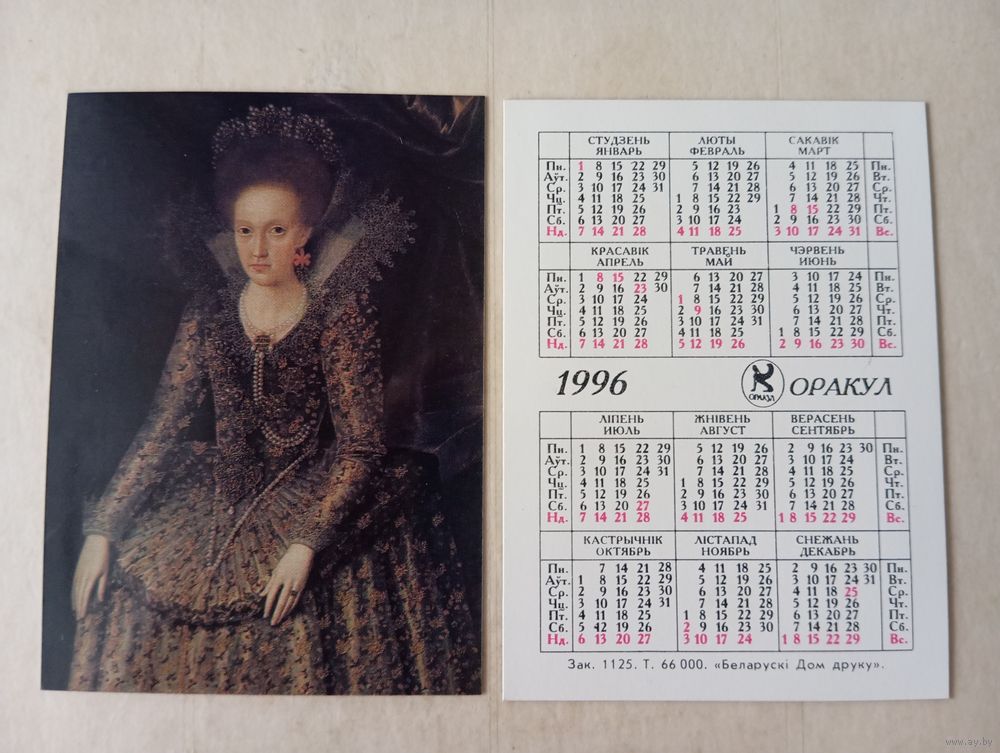 СТУДЗЕНЬ ЛЮТЫ САКАВІК
ЯНВАРЬ ФЕВРАЛЬ МАРТ
Пн. 1 8 15 22 29 5 12 19 26 4 11 18 25 Пн.
Аўт. 2 9 16 23 30 6 13 20 27 5 12 19 26 Вт.
Ср. 3 10 17 24 31 7 14 21 28 6 13 20 27 Ср.
Чц. 4 11 18 25 1 8 15 22 29 7 14 21 28 Чт.
Пт. 5 12 19 26 2 9 16 23 1 8 15 22 29 Пт.
Сб. 6 13 20 27 3 10 17 24 2 9 16 23 30 Сб.
Нд. 7 14 21 28 4 11 18 25 3 10 17 24 31 Вс.
КРАСАВІК ТРАВЕНЬ ЧЭРВЕНЬ
АПРЕЛЬ МАЙ ИЮНЬ
Пн. 1 8 15 22 29 6 13 20 27 3 10 17 24 Пн.
Аўт. 2 9 16 23 30 7 14 21 28 4 11 18 25 Вт.
Ср. 3 10 17 24 1 8 15 22 29 5 12 19 26 Ср.
Чц. 4 11 18 25 2 9 16 23 30 6 13 20 27 Чт.
Пт. 5 12 19 26 3 10 17 24 31 7 14 21 28 Пт.
Сб. 6 13 20 27 4 11 18 25 1 8 15 22 29 Сб.
Нд. 7 14 21 28 5 12 19 26 2 9 16 23 30 Вс.
1996 ОРАКУЛ ОРАКУЛ
ЛІПЕНЬ ЖНІВЕНЬ ВЕРАСЕНЬ
ИЮЛЬ АВГУСТ СЕНТЯБРЬ
Пн. 1 8 15 22 29 5 12 19 26 2 9 16 23 30 Пн.
Аўт. 2 9 16 23 30 6 13 20 27 3 10 17 24 Вт.
Ср. 3 10 17 24 31 7 14 21 28 4 11 18 25 Ср.
Чц. 4 11 18 25 1 8 15 22 29 5 12 19 26 Чт.
Пт. 5 12 19 26 2 9 16 23 30 6 13 20 27 Пт.
Сб. 6 13 20 27 3 10 17 24 31 7 14 21 28 Сб.
Нд. 7 14 21 28 4 11 18 25 1 8 15 22 29 Вс.
КАСТРЫЧНІК ЛІСТАПАД СНЕЖАНЬ
ОКТЯБРЬ НОЯБРЬ ДЕКАБРЬ
Пн. 7 14 21 28 4 11 18 25 2 9 16 23 30 Пн.
Аўт. 1 8 15 22 29 5 12 19 26 3 10 17 24 31 Вт.
Ср. 2 9 16 23 30 6 13 20 27 4 11 18 25 Ср.
Чц. 3 10 17 24 31 7 14 21 28 5 12 19 26 Чт.
Пт. 4 11 18 25 1 8 15 22 29 6 13 20 27 Пт.
Сб. 5 12 19 26 2 9 16 23 30 7 14 21 28 Сб.
Нд. 6 13 20 27 3 10 17 24 1 8 15 22 29 Вс.
Зак. 1125. Т. 66 000. «Беларускі Дом друку».
www.ay.by